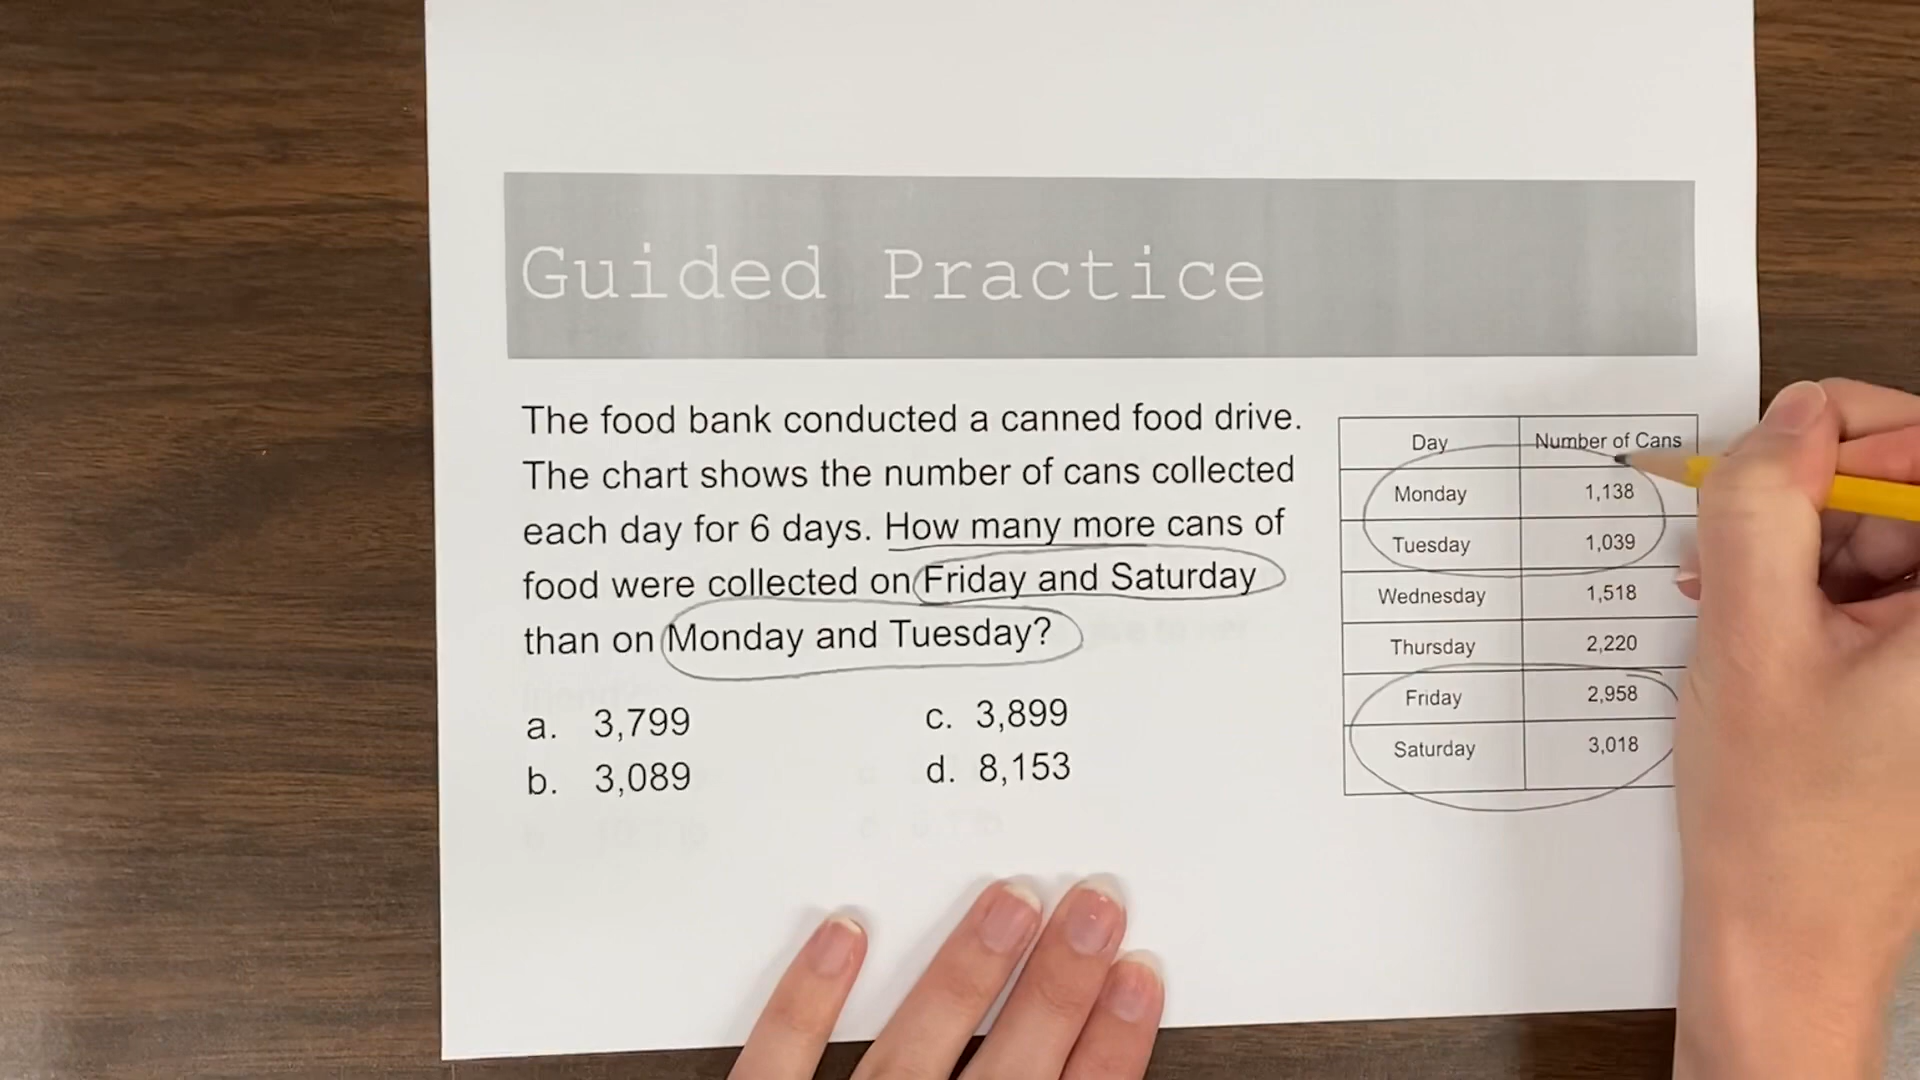 Guided Practice
The food bank conducted a canned food drive.
The chart shows the number of cans collected
each day for 6 days. How many more cans of
food were collected on Friday and Saturday
than on Monday and Tuesday?
a. 3,799
b. 3,089
c. 3,899
d. 8,153
Day Number of Cans
Monday 1,138
Tuesday 1,039
Wednesday 1,518
Thursday 2,220
Friday 2,958
Saturday 3,018